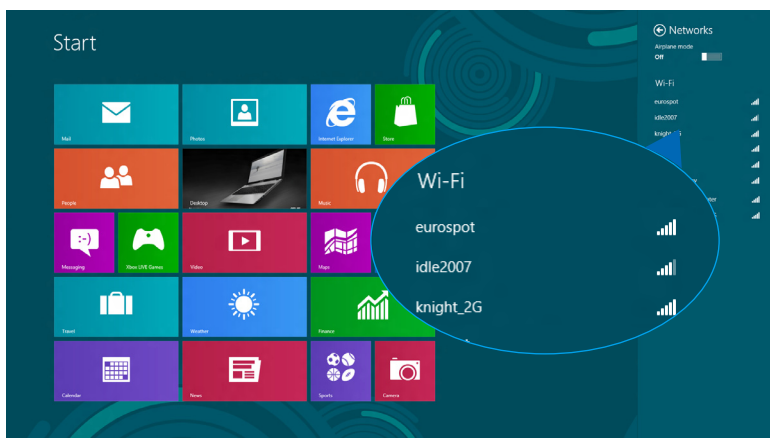 Start
Networks
Airplane mode
Off
Wi-Fi
eurospot
idle2007
Mail
Photos
Internet Explorer
Store
People
Desktop
Music
Messaging
Xbox LIVE Games
Video
Maps
Travel
Weather
Finance
Calendar
News
Sports
Camera
Wi-Fi
eurospot
idle2007
knight_2G